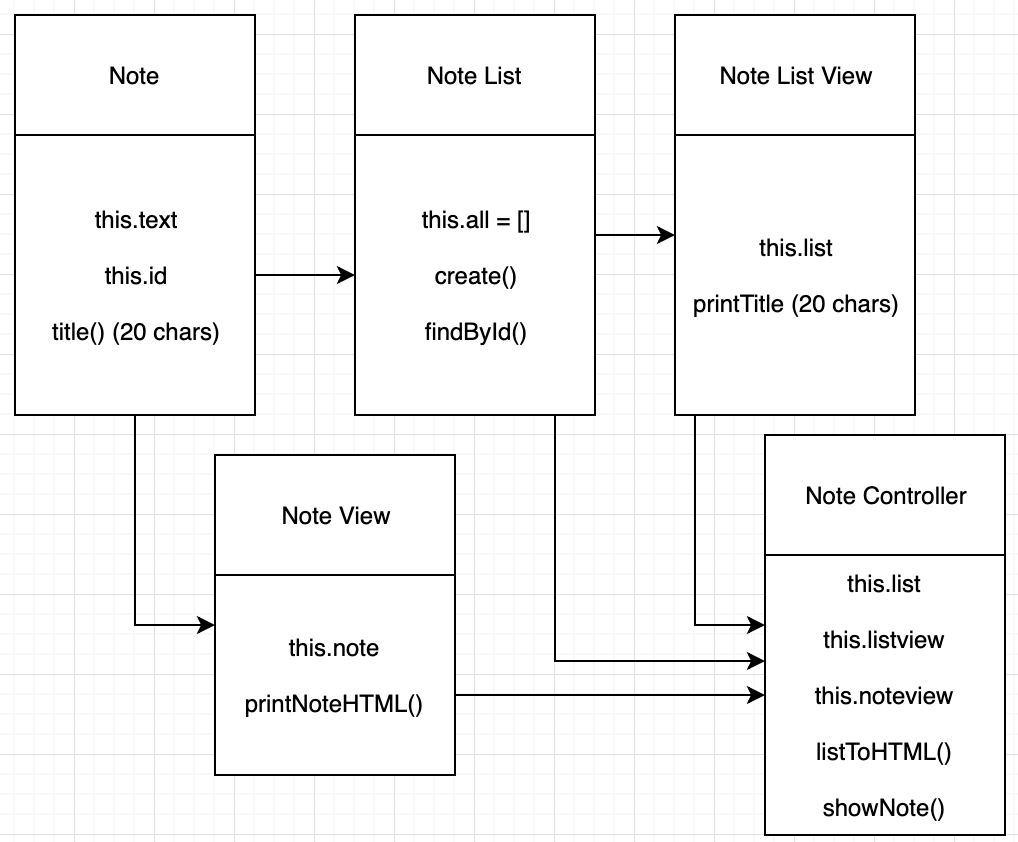 Note
this.text
this.id
title() (20 chars)
Note List
this.all = []
create()
findById()
Note List View
this.list
printTitle (20 chars)
Note View
this.note
printNoteHTML()
Note Controller
this.list
this.listview
this.noteview
listToHTML()
showNote()